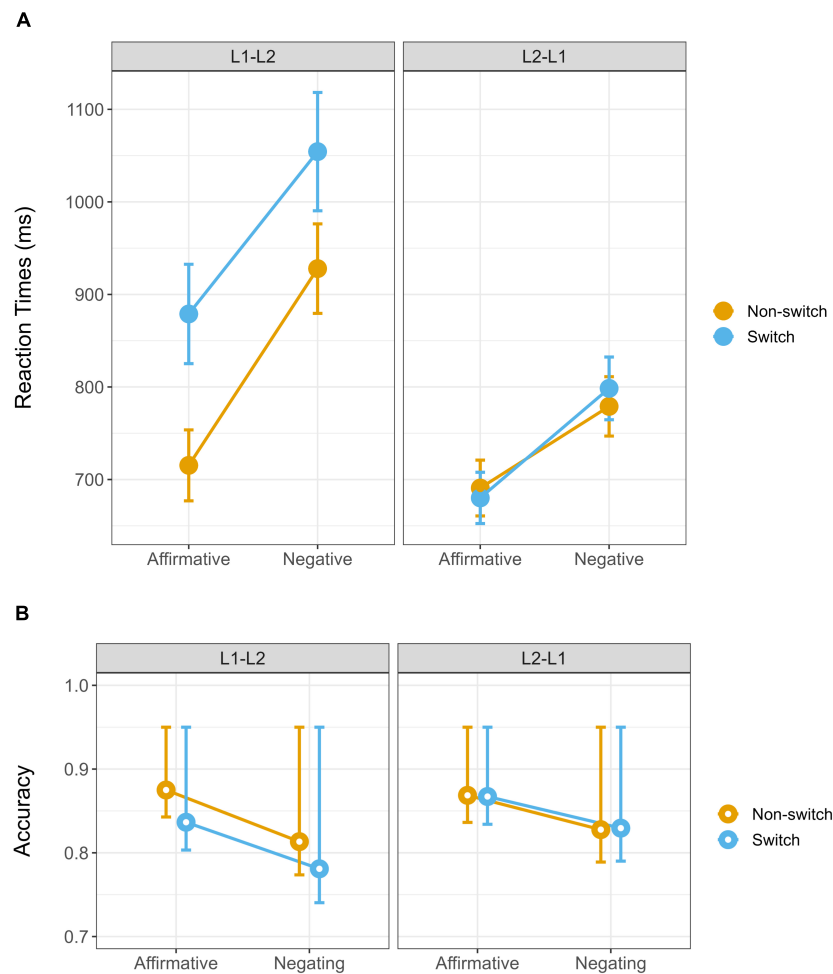 A
L1-L2 L2-L1
1100
1000
900
800
700
Reaction Times (ms)
Affirmative Negative Affirmative Negative
Non-switch
Switch
B
L1-L2 L2-L1
1.0
0.9
0.8
0.7
Accuracy
Affirmative Negating Affirmative Negating
Non-switch
Switch